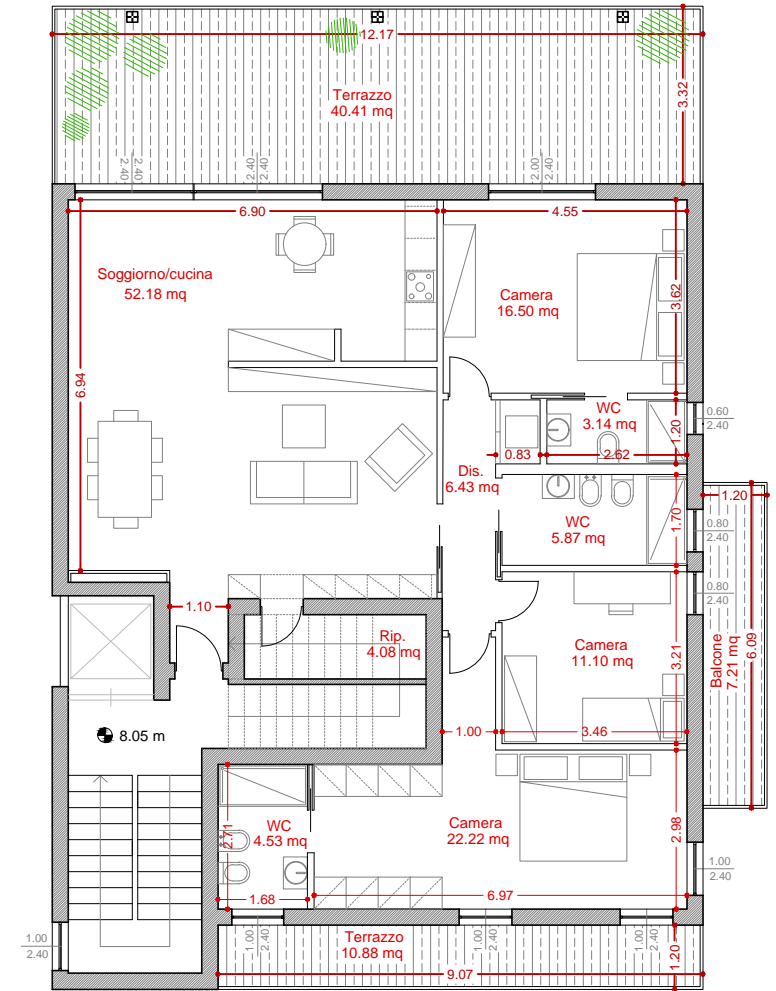 12.17
3.32
Terrazzo
40.41 mq
2.40
2.40
2.40
2.40
2.00
2.40
6.90
4.55
Soggiorno/cucina
52.18 mq
Camera
16.50 mq
3.62
6.94
WC
3.14 mq
1.20
0.60
2.40
0.83
2.62
Dis.
6.43 mq
1.20
WC
5.87 mq
1.70
0.80
2.40
0.80
2.40
1.10
Rip.
4.08 mq
Camera
11.10 mq
3.21
Balcone
7.21 mq
6.09
8.05 m
1.00
3.46
WC
4.53 mq
2.71
Camera
22.22 mq
2.98
1.00
2.40
1.68
6.97
1.00
2.40
1.00
2.40
1.00
2.40
1.00
2.40
Terrazzo
10.88 mq
1.20
9.07